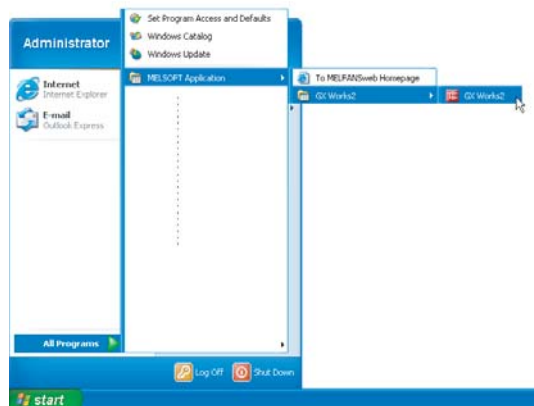 Administrator
Internet
Internet Explorer
E-mail
Outlook Express
All Programs
Set Program Access and Defaults
Windows Catalog
Windows Update
MELSOFT Application
To MELFANSweb Homepage
GX Works2
GX Works2
Log Off
Shut Down
start